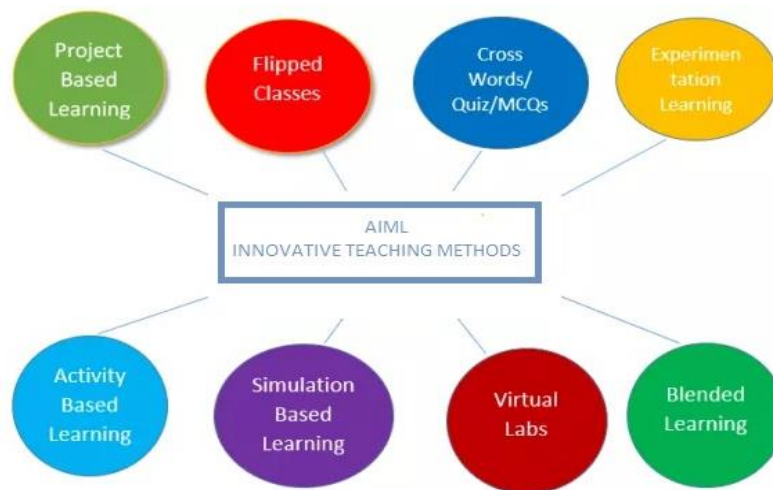 Project
Based
Learning
Flipped
Classes
Cross
Words/
Quiz/MCQs
Experimen
tation
Learning
AIML
INNOVATIVE TEACHING METHODS
Activity
Based
Learning
Simulation
Based
Learning
Virtual
Labs
Blended
Learning